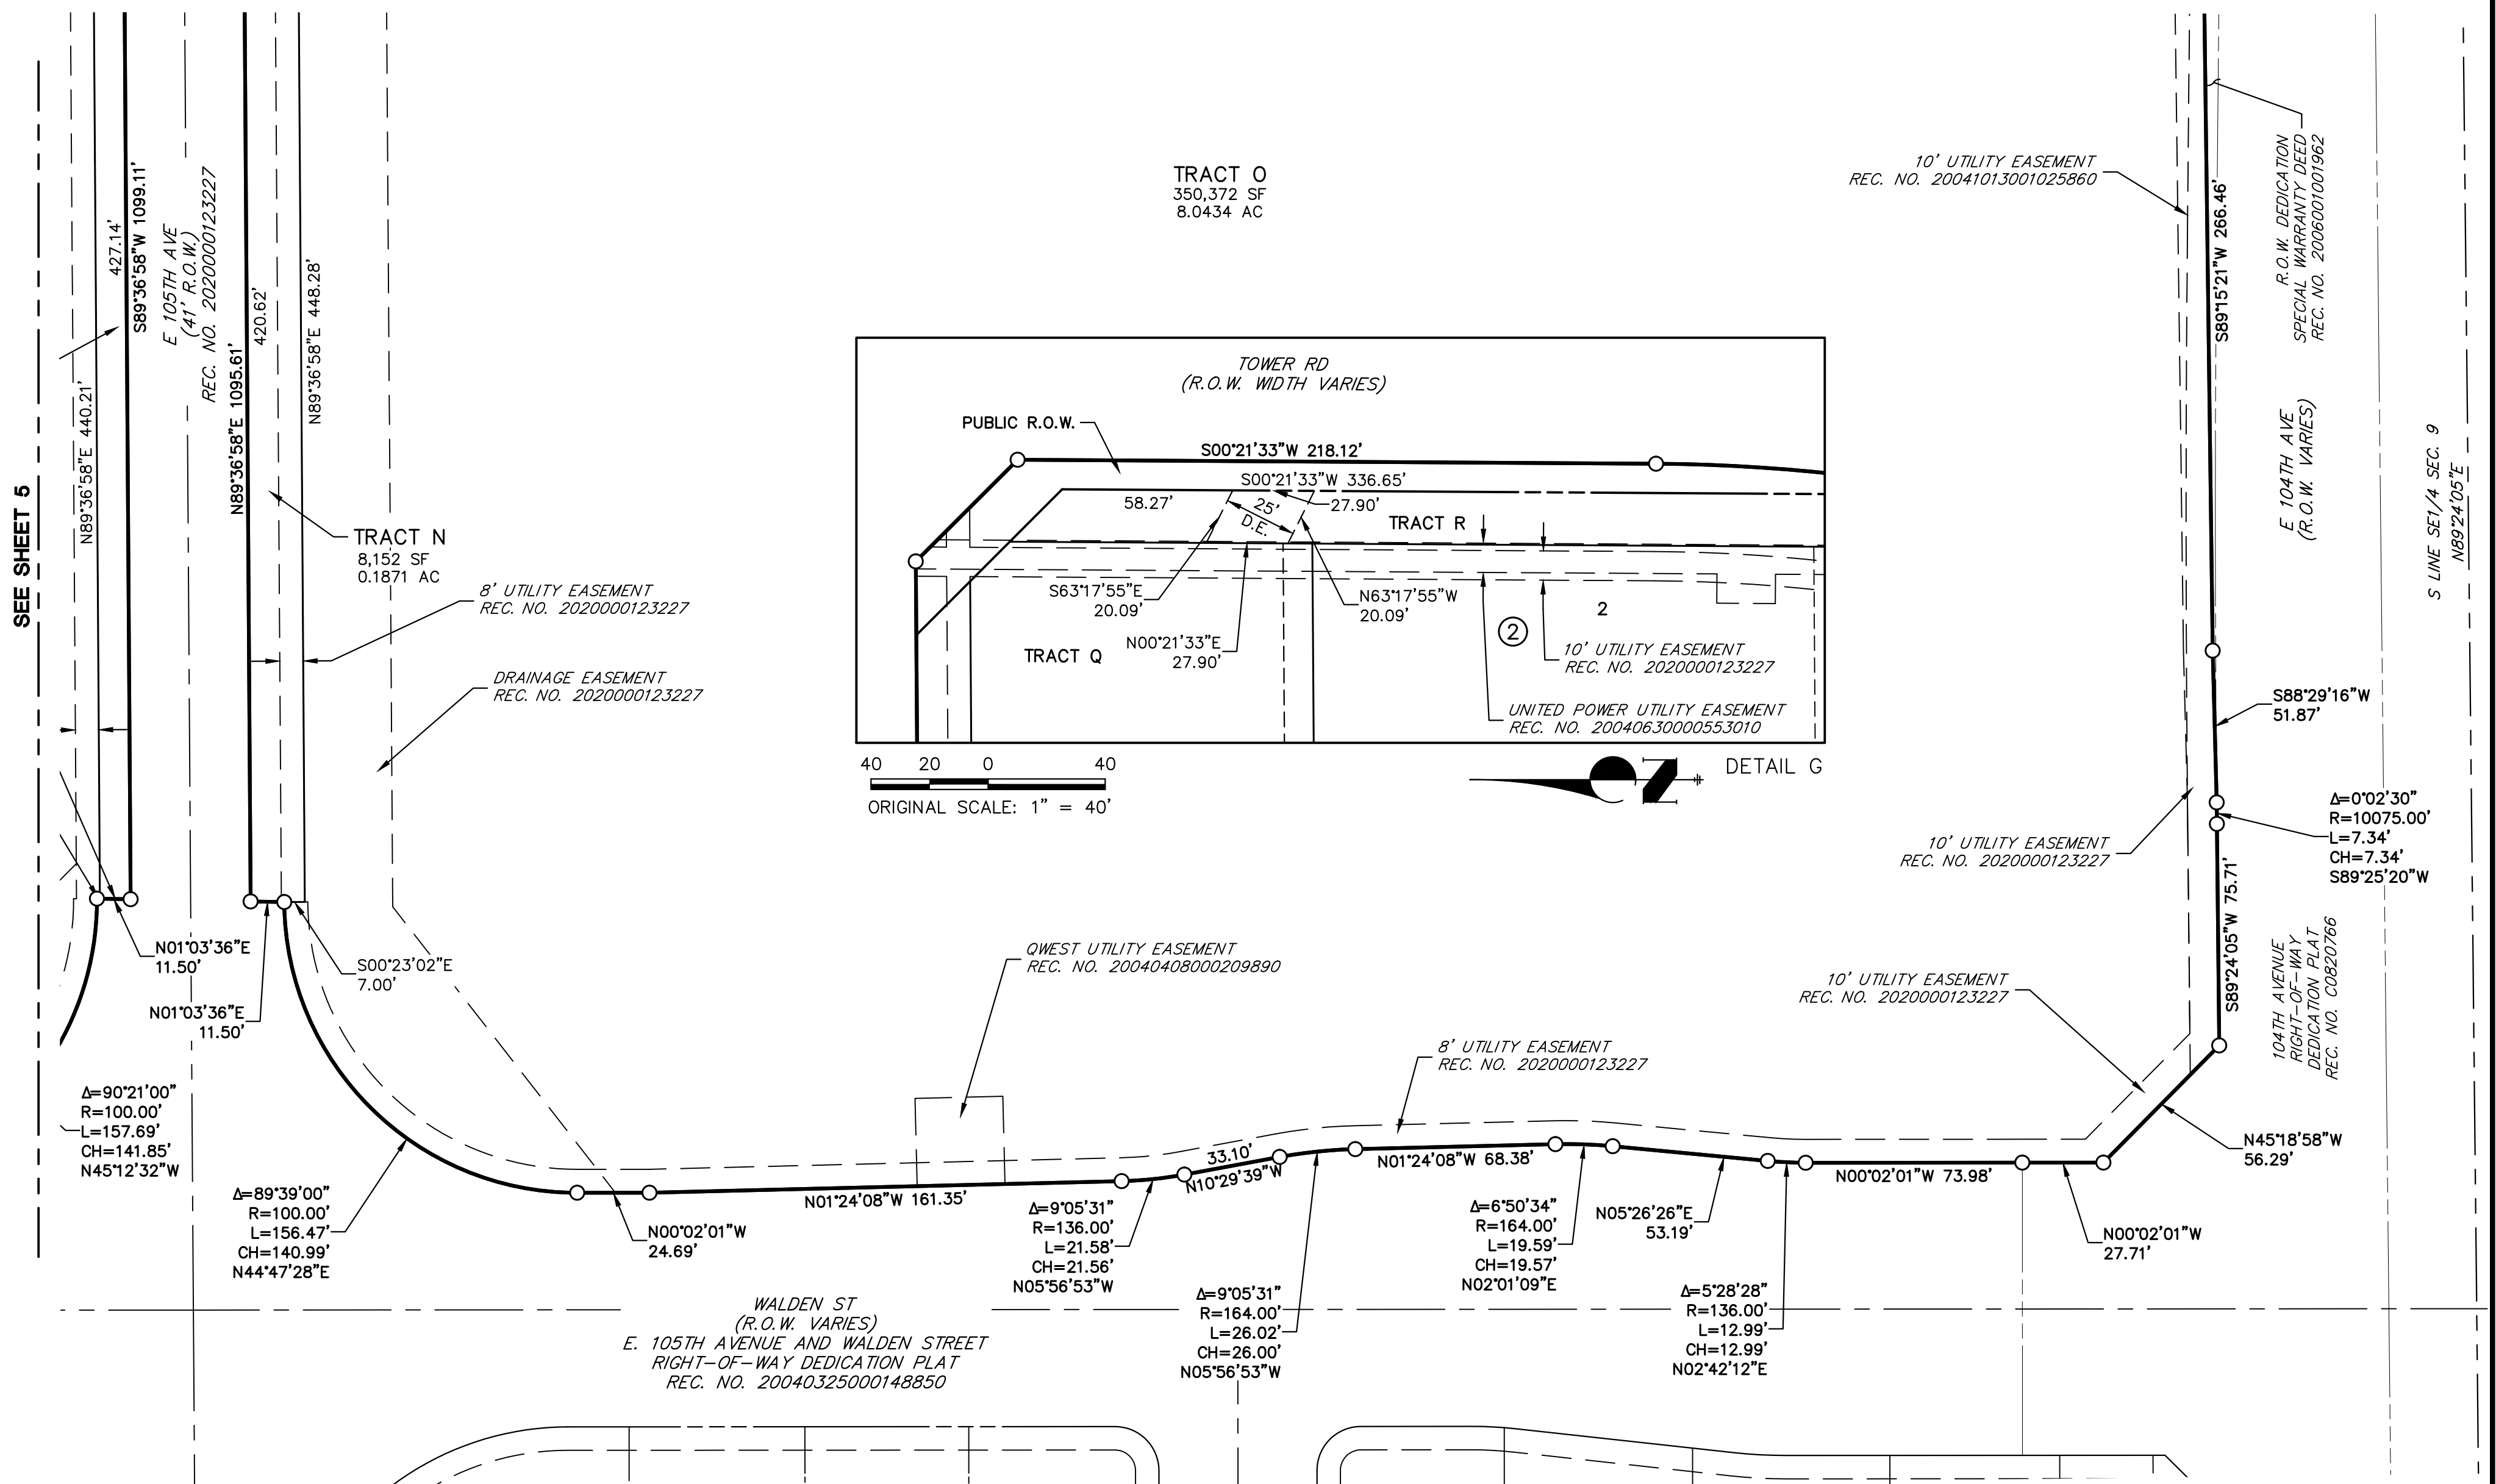 SEE SHEET 5
427.14'
S89°36'58"W 1099.11'
N89°36'58"E 440.21'
E 105TH AVE
(41' R.O.W.)
REC. NO. 2020000123227
N89°36'58"E 1095.61'
420.62'
N89°36'58"E 448.28'
TRACT N
8,152 SF
0.1871 AC
8' UTILITY EASEMENT
REC. NO. 2020000123227
DRAINAGE EASEMENT
REC. NO. 2020000123227
TRACT O
350,372 SF
8.0434 AC
TOWER RD
(R.O.W. WIDTH VARIES)
PUBLIC R.O.W.
S00°21'33"W 218.12'
S00°21'33"W 336.65'
58.27'
25'
D.E.
27.90'
TRACT R
S63°17'55"E
20.09'
N63°17'55"W
20.09'
2
2
N00°21'33"E
27.90'
TRACT Q
10' UTILITY EASEMENT
REC. NO. 2020000123227
UNITED POWER UTILITY EASEMENT
REC. NO. 20040630000553010
40 20 0 40
ORIGINAL SCALE: 1" = 40'
N
DETAIL G
10' UTILITY EASEMENT
REC. NO. 20041013001025860
S89°15'21"W 266.46'
R.O.W. DEDICATION
SPECIAL WARRANTY DEED
REC. NO. 2006001001962
E 104TH AVE
(R.O.W. VARIES)
S LINE SE1/4 SEC. 9
N89°24'05"E
S88°29'16"W
51.87'
Δ=0°02'30"
R=10075.00'
L=7.34'
CH=7.34'
S89°25'20"W
10' UTILITY EASEMENT
REC. NO. 2020000123227
S89°24'05"W 75.71'
104TH AVENUE
RIGHT-OF-WAY
DEDICATION PLAT
REC. NO. C0820766
10' UTILITY EASEMENT
REC. NO. 2020000123227
N45°18'58"W
56.29'
N01°03'36"E
11.50'
N01°03'36"E
11.50'
S00°23'02"E
7.00'
QWEST UTILITY EASEMENT
REC. NO. 20040408000209890
8' UTILITY EASEMENT
REC. NO. 2020000123227
Δ=90°21'00"
R=100.00'
L=157.69'
CH=141.85'
N45°12'32"W
Δ=89°39'00"
R=100.00'
L=156.47'
CH=140.99'
N44°47'28"E
N00°02'01"W
24.69'
N01°24'08"W 161.35'
Δ=9°05'31"
R=136.00'
L=21.58'
CH=21.56'
N05°56'53"W
33.10'
N10°29'39"W
Δ=9°05'31"
R=164.00'
L=26.02'
CH=26.00'
N05°56'53"W
N01°24'08"W 68.38'
Δ=6°50'34"
R=164.00'
L=19.59'
CH=19.57'
N02°01'09"E
N05°26'26"E
53.19'
Δ=5°28'28"
R=136.00'
L=12.99'
CH=12.99'
N02°42'12"E
N00°02'01"W 73.98'
N00°02'01"W
27.71'
WALDEN ST
(R.O.W. VARIES)
E. 105TH AVENUE AND WALDEN STREET
RIGHT-OF-WAY DEDICATION PLAT
REC. NO. 20040325000148850